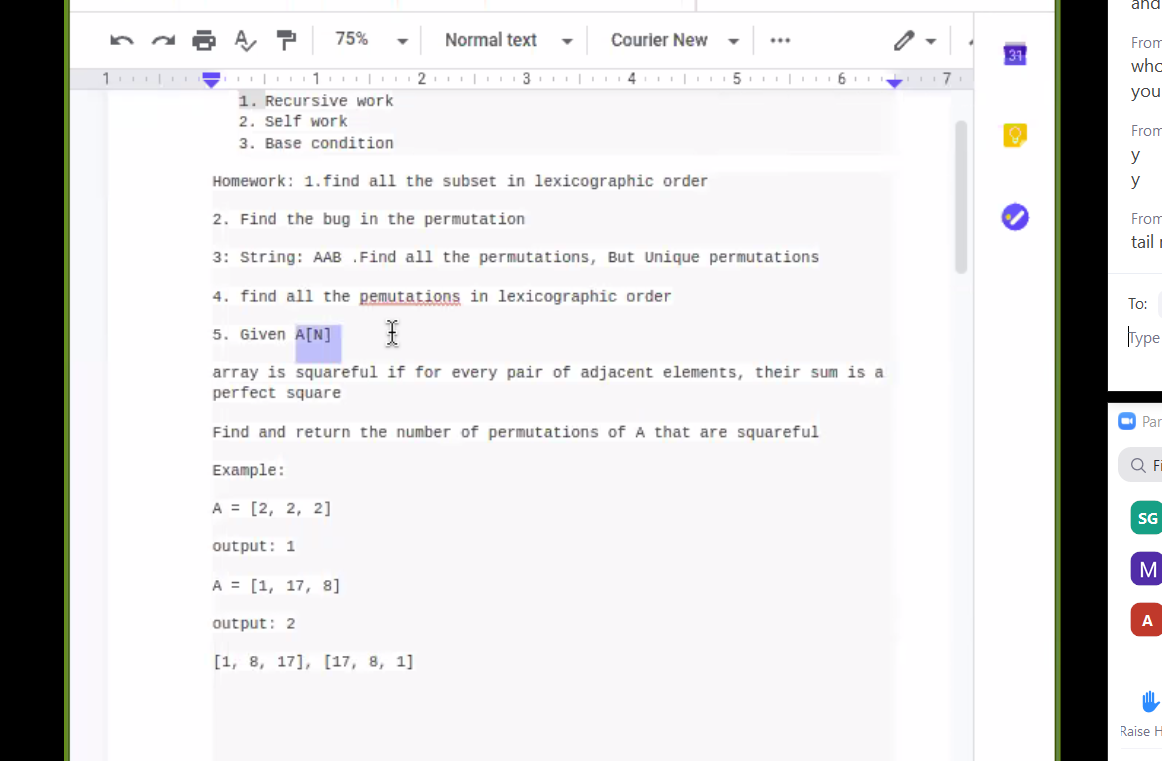 and
75% Normal text Courier New
1 1 2 3 4 5 6 7
31
1. Recursive work
2. Self work
3. Base condition
Homework: 1.find all the subset in lexicographic order
2. Find the bug in the permutation
3: String: AAB .Find all the permutations, But Unique permutations
4. find all the pemutations in lexicographic order
5. Given A[N]
array is squareful if for every pair of adjacent elements, their sum is a
perfect square
Find and return the number of permutations of A that are squareful
Example:
A = [2, 2, 2]
output: 1
A = [1, 17, 8]
output: 2
[1, 8, 17], [17, 8, 1]
From
who
you
From
y
y
From
tail
To:
Type
Par
Fi
SG
M
A
Raise H